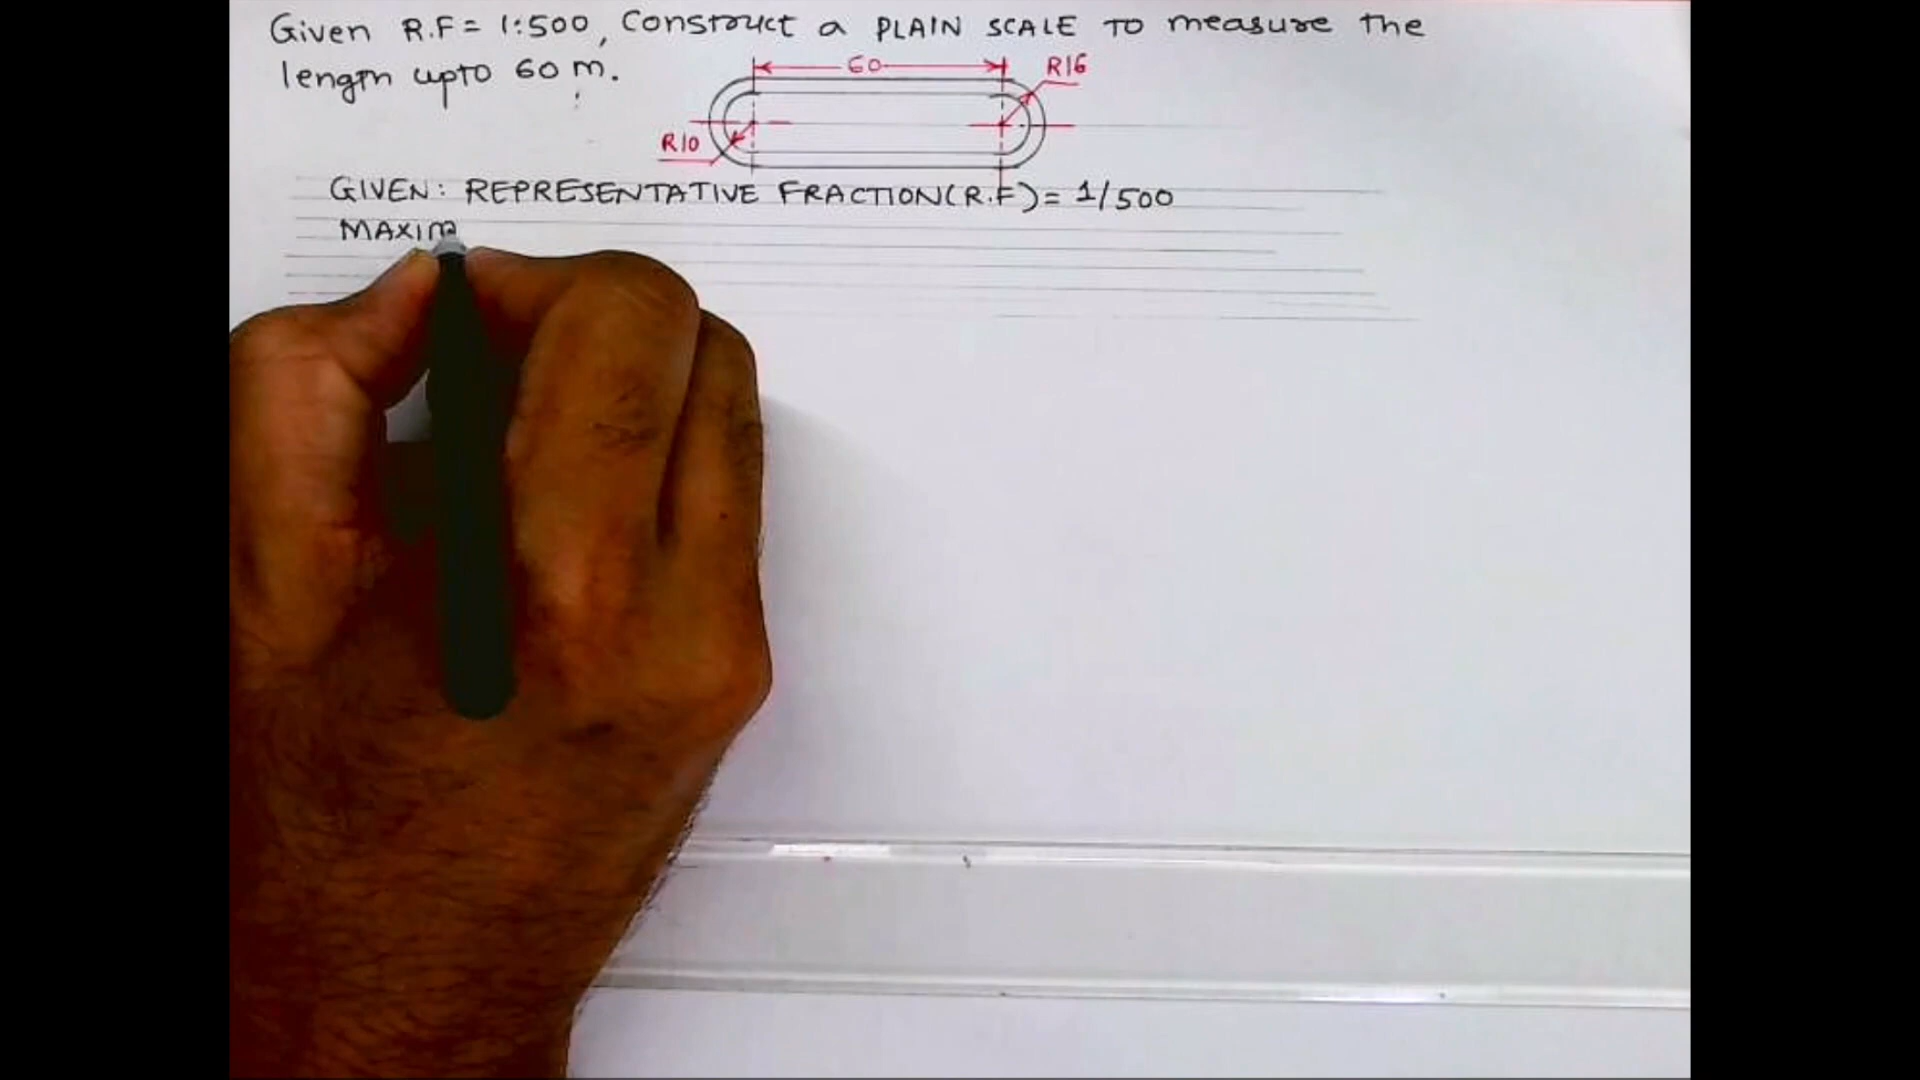 Given R.F = 1:500, Construct a PLAIN SCALE TO measure the
length upto 60 m.
60
R16
R10
GIVEN: REPRESENTATIVE FRACTION(R.F) = 1/500
MAXIM